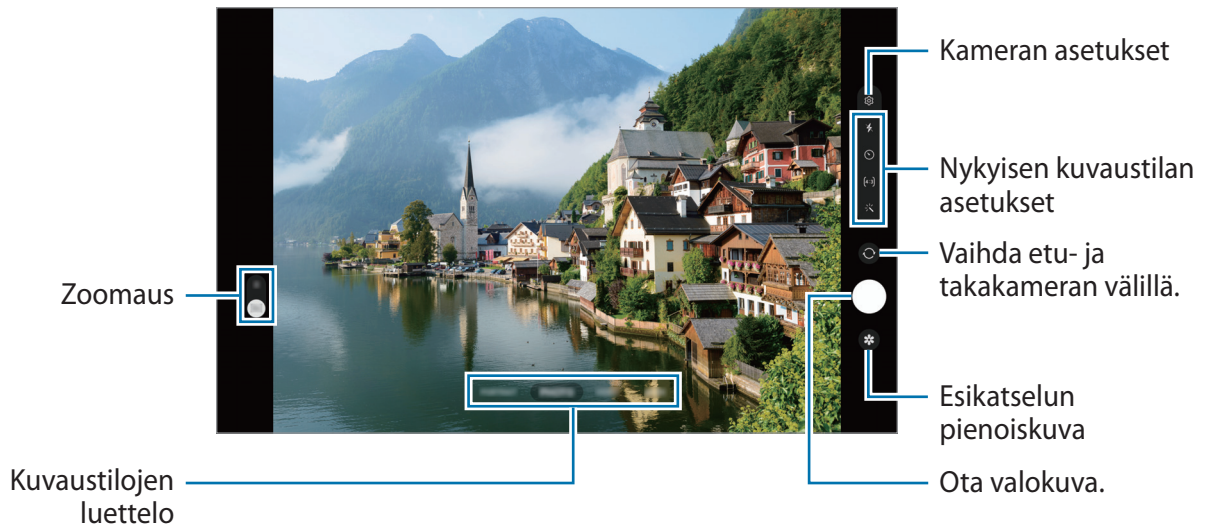 Kameran asetukset
Nykyisen kuvaustilan
asetukset
Vaihda etu- ja
takakameran välillä.
Zoomaus
Esikatselun
pienoiskuva
Ota valokuva.
Kuvaustilojen
luettelo